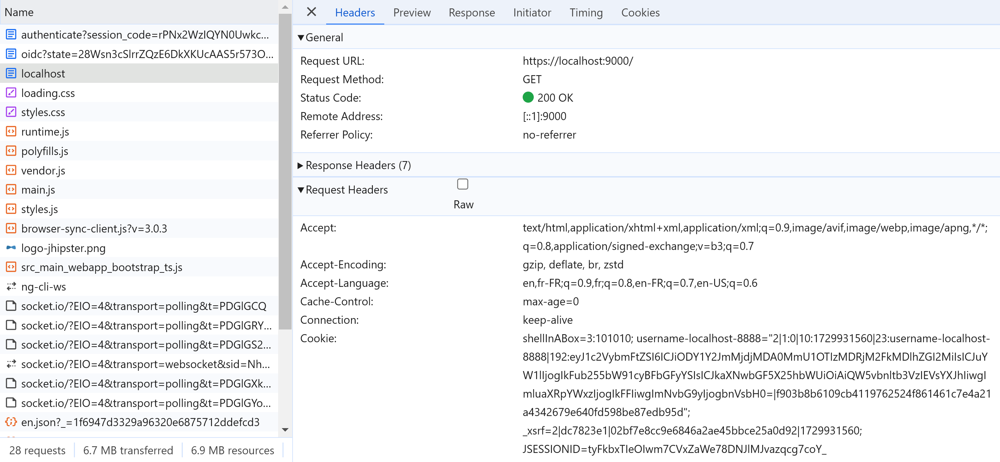 Name
authenticate?session_code=rPNx2WzIQYN0Uwkc...
oidc?state=28Wsn3cSlrrZQzE6DkXKUcAAS5r573O...
localhost
loading.css
styles.css
runtime.js
polyfills.js
vendor.js
main.js
styles.js
browser-sync-client.js?v=3.0.3
logo-jhipster.png
src_main_webapp_bootstrap_ts.js
ng-cli-ws
socket.io/?EIO=4&transport=polling&t=PDGlGCQ
socket.io/?EIO=4&transport=polling&t=PDGlGRY...
socket.io/?EIO=4&transport=polling&t=PDGlGS2...
socket.io/?EIO=4&transport=websocket&sid=Nh...
socket.io/?EIO=4&transport=polling&t=PDGlGXk...
socket.io/?EIO=4&transport=polling&t=PDGlGYo...
en.json?_=1f6947d3329a96320e6875712ddefcd3
28 requests 6.7 MB transferred 6.9 MB resources
Headers Preview Response Initiator Timing Cookies
General
Request URL: https://localhost:9000/
Request Method: GET
Status Code: 200 OK
Remote Address: [::1]:9000
Referrer Policy: no-referrer
Response Headers (7)
Request Headers
Raw
Accept: text/html,application/xhtml+xml,application/xml;q=0.9,image/avif,image/webp,image/apng,*/*;
q=0.8,application/signed-exchange;v=b3;q=0.7
Accept-Encoding: gzip, deflate, br, zstd
Accept-Language: en,fr-FR;q=0.9,fr;q=0.8,en-FR;q=0.7,en-US;q=0.6
Cache-Control: max-age=0
Connection: keep-alive
Cookie: shellInABox=3:101010; username-localhost-8888="2|1:0|10:1729931560|23:username-localhost-
8888|192:eyJ1c2VybmFtZSI6ICJiODY1Y2JmMjdjMDA0MmU1OTIzMDRjM2FkMDlhZGI2MiIsICJuY
W1lIjogIkFub255bW91cyBFbGFyYSIsICJkaXNwbGF5X25hbWUiOiAiQW5vbnltb3VzIEVsYXJhIiwgI
mluaXRpYWxzIjogIkFFIiwgImNvbG9yIjogbnVsbH0=|f903b8b6109cb4119762524f861461c7e4a21
a4342679e640fd598be87edb95d";
_xsrf=2|dc7823e1|02bf7e8cc9e6846a2ae45bbce25a0d92|1729931560;
JSESSIONID=tyFkbxTIeOIwm7CVxZaWe78DNJlMJvazqcg7coY_